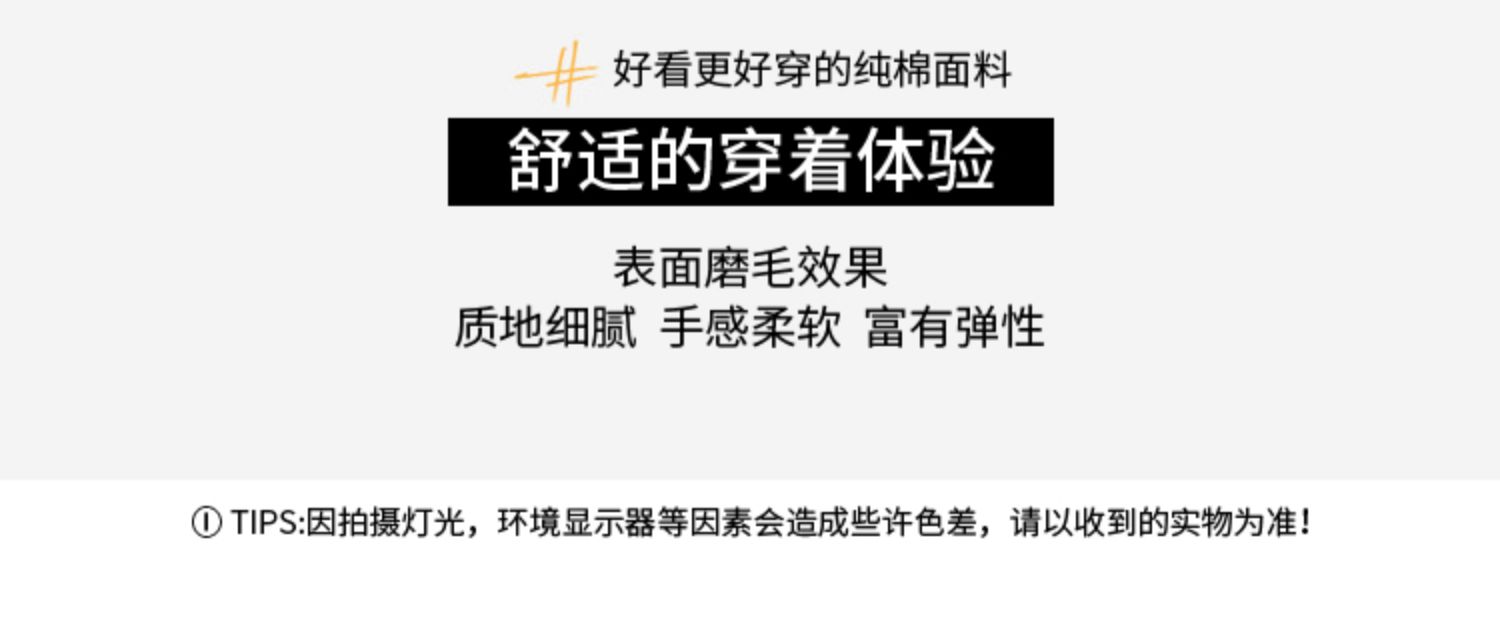 好看更好穿的纯棉面料
舒适的穿着体验
表面磨毛效果
质地细腻 手感柔软 富有弹性
① TIPS:因拍摄灯光，环境显示器等因素会造成些许色差，请以收到的实物为准！